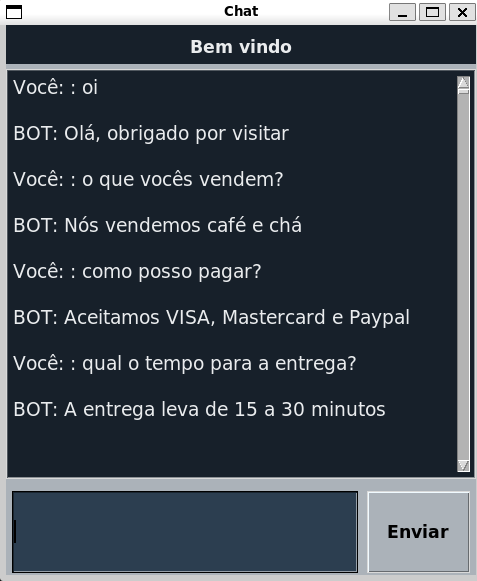 Chat
Bem vindo
Você: : oi
BOT: Olá, obrigado por visitar
Você: : o que vocês vendem?
BOT: Nós vendemos café e chá
Você: : como posso pagar?
BOT: Aceitamos VISA, Mastercard e Paypal
Você: : qual o tempo para a entrega?
BOT: A entrega leva de 15 a 30 minutos
Enviar